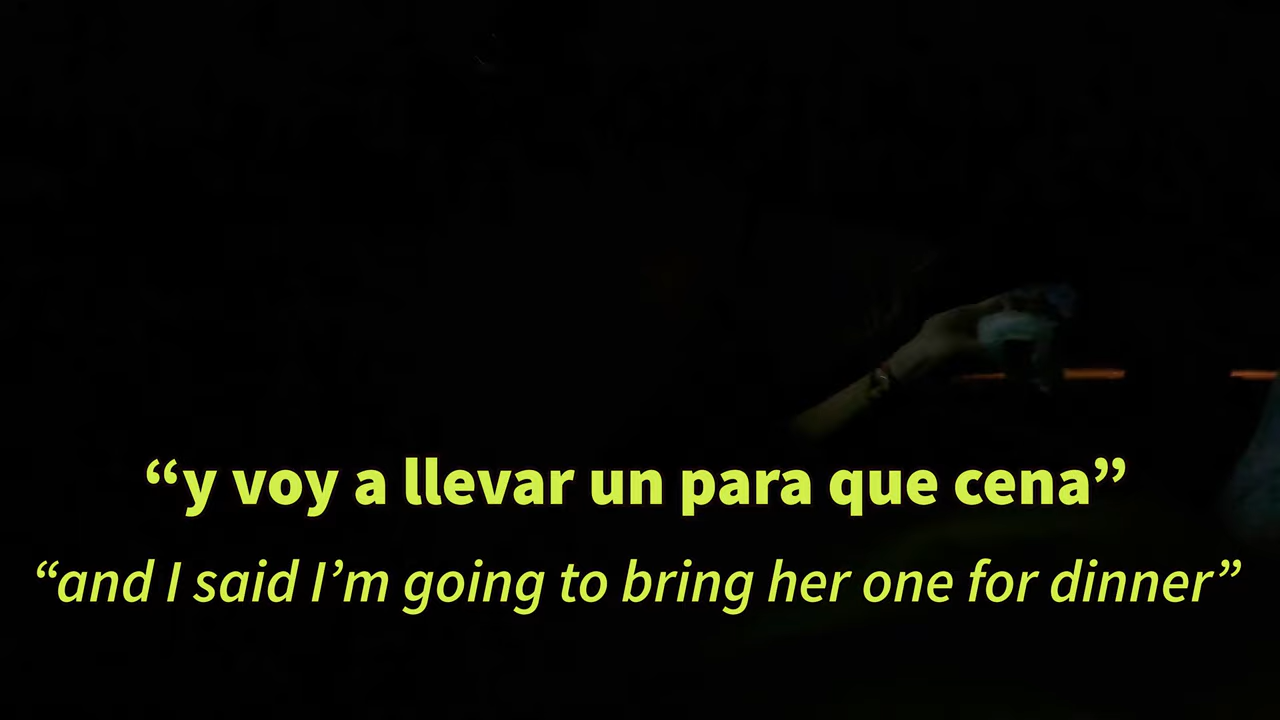 “y voy a llevar un para que cena”
“and I said I’m going to bring her one for dinner”